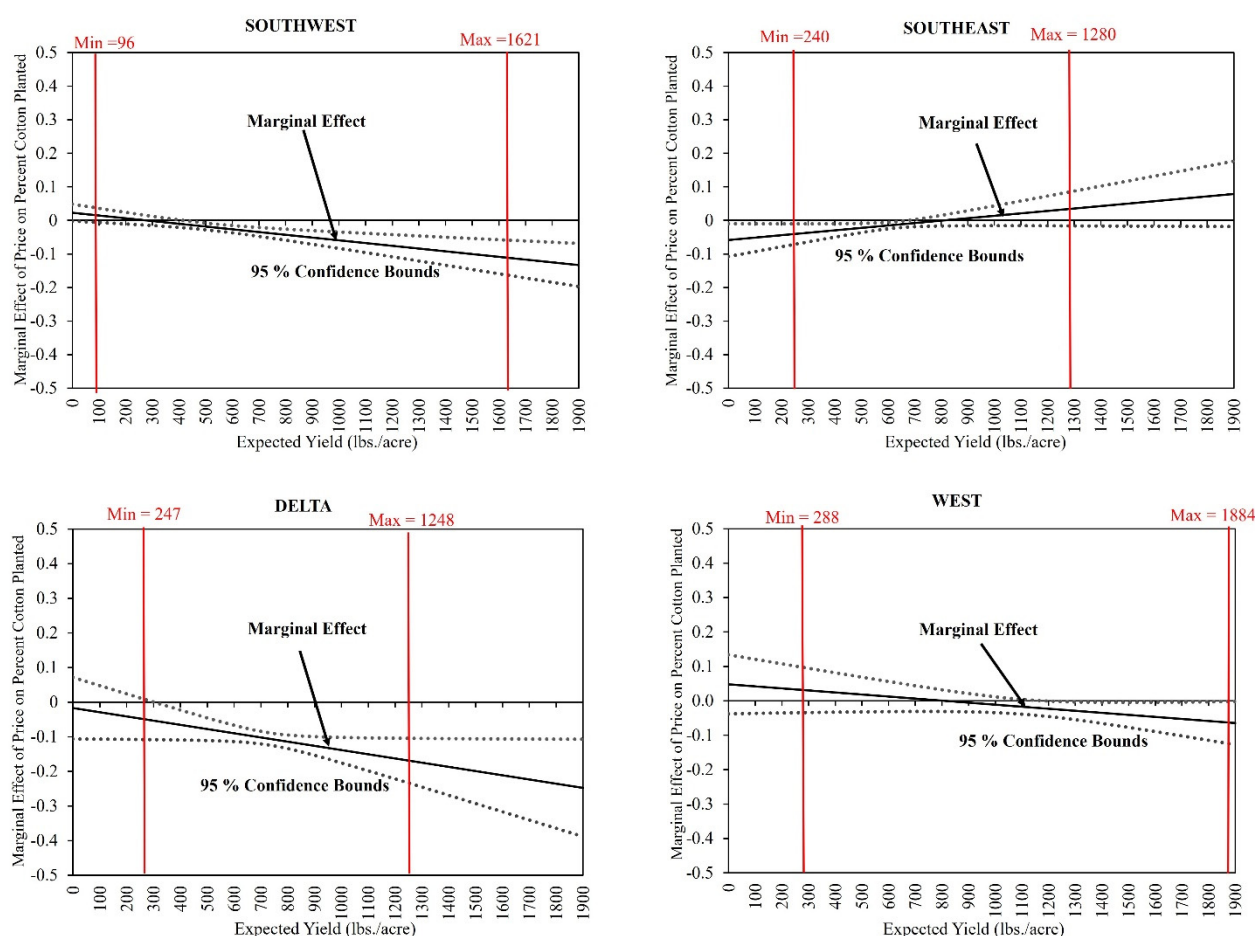 SOUTHWEST
Min =96
Max =1621
0.5
0.4
0.3
0.2
0.1
0
-0.1
-0.2
-0.3
-0.4
-0.5
Marginal Effect of Price on Percent Cotton Planted
Marginal Effect
95 % Confidence Bounds
0 100 200 300 400 500 600 700 800 900 1000 1100 1200 1300 1400 1500 1600 1700 1800 1900
Expected Yield (lbs./acre)
SOUTHEAST
Min =240
Max =1280
0.5
0.4
0.3
0.2
0.1
0
-0.1
-0.2
-0.3
-0.4
-0.5
Marginal Effect of Price on Percent Cotton Planted
Marginal Effect
95 % Confidence Bounds
0 100 200 300 400 500 600 700 800 900 1000 1100 1200 1300 1400 1500 1600 1700 1800 1900
Expected Yield (lbs./acre)
DELTA
Min = 247
Max = 1248
0.5
0.4
0.3
0.2
0.1
0
-0.1
-0.2
-0.3
-0.4
-0.5
Marginal Effect of Price on Percent Cotton Planted
Marginal Effect
95 % Confidence Bounds
0 100 200 300 400 500 600 700 800 900 1000 1100 1200 1300 1400 1500 1600 1700 1800 1900
Expected Yield (lbs./acre)
WEST
Min = 288
Max = 1884
0.5
0.4
0.3
0.2
0.1
0.0
-0.1
-0.2
-0.3
-0.4
-0.5
Marginal Effect of Price on Percent Cotton Planted
Marginal Effect
95 % Confidence Bounds
0 100 200 300 400 500 600 700 800 900 1000 1100 1200 1300 1400 1500 1600 1700 1800 1900
Expected Yield (lbs./acre)